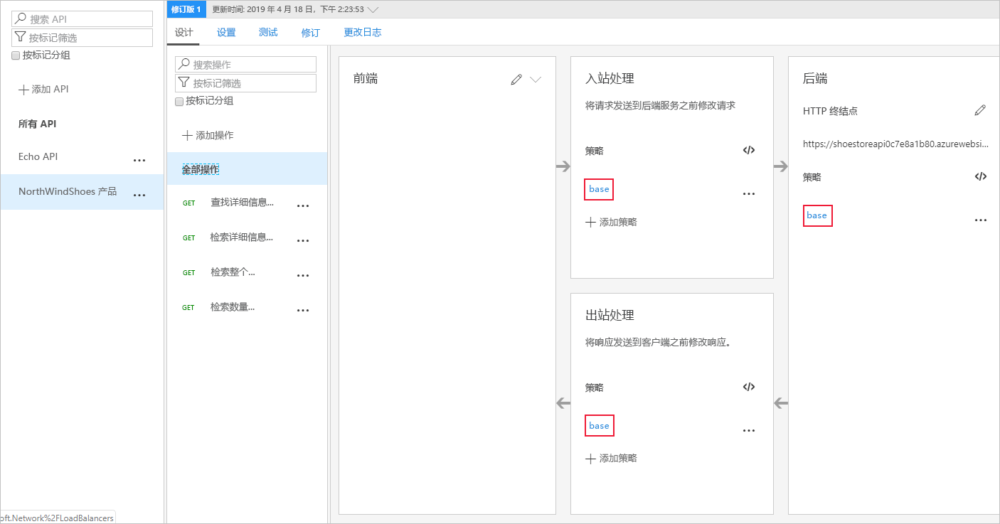 搜索 API
按标记筛选
按标记分组
添加 API
所有 API
Echo API
NorthWindShoes 产品
oft.Network%2FLoadBalancers
修订版 1
更新时间: 2019 年 4 月 18 日，下午 2:23:53
设计
设置
测试
修订
更改日志
搜索操作
按标记筛选
按标记分组
添加操作
全部操作
GET 查找详细信息...
GET 检索详细信息...
GET 检索整个...
GET 检索数量...
前端
入站处理
将请求发送到后端服务之前修改请求
策略
base
添加策略
出站处理
将响应发送到客户端之前修改响应。
策略
base
添加策略
后端
HTTP 终结点
https://shoestoreapi0c7e8a1b80.azurewebsi...
策略
base